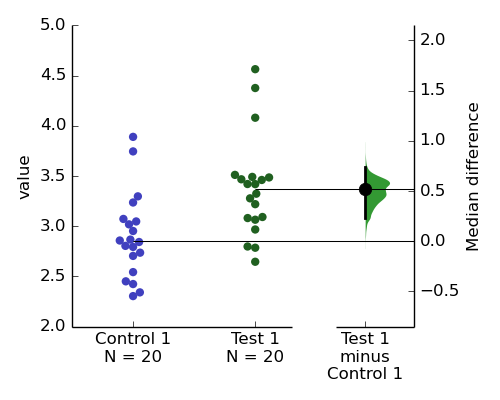 5.0
4.5
4.0
3.5
3.0
2.5
2.0
value
Control 1
N = 20
Test 1
N = 20
Test 1
minus
Control 1
2.0
1.5
1.0
0.5
0.0
−0.5
Median difference